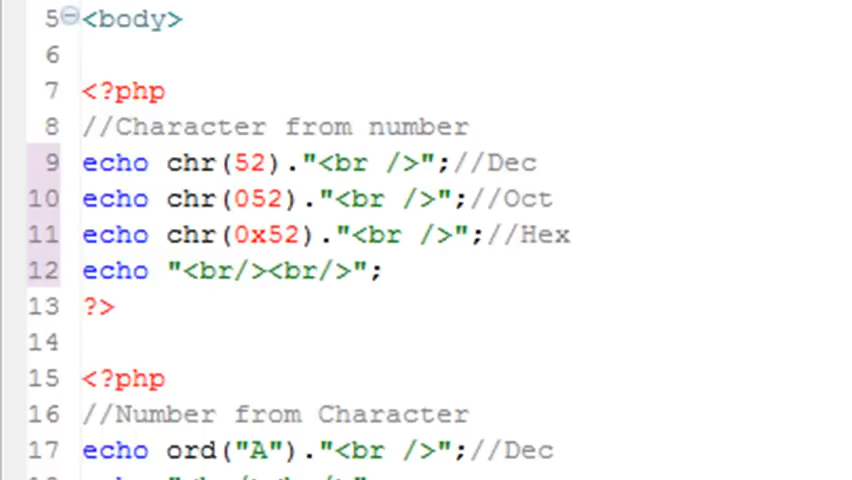 5 <body>
6
7 <?php
8 //Character from number
9 echo chr(52)."<br />";//Dec
10 echo chr(052)."<br />";//Oct
11 echo chr(0x52)."<br />";//Hex
12 echo "<br/><br/>";
13 ?>
14
15 <?php
16 //Number from Character
17 echo ord("A")."<br />";//Dec